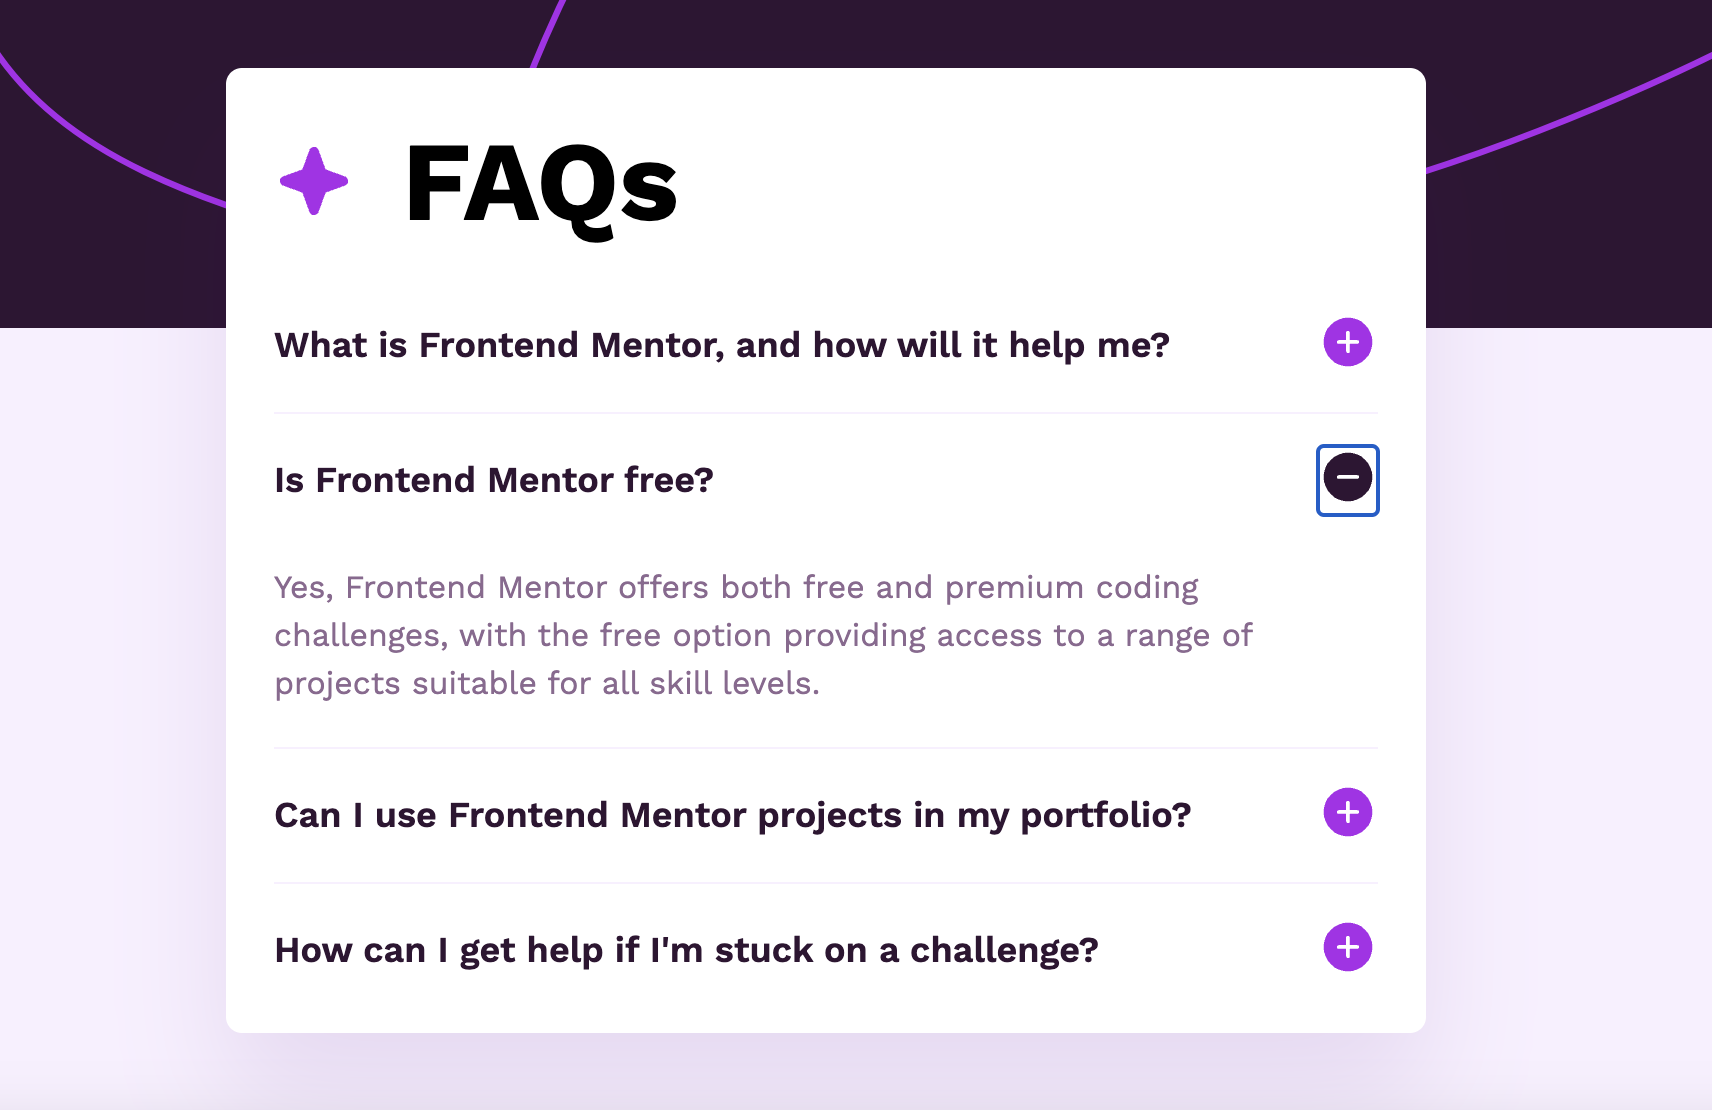 FAQs
What is Frontend Mentor, and how will it help me?
Is Frontend Mentor free?
Yes, Frontend Mentor offers both free and premium coding
challenges, with the free option providing access to a range of
projects suitable for all skill levels.
Can I use Frontend Mentor projects in my portfolio?
How can I get help if I'm stuck on a challenge?